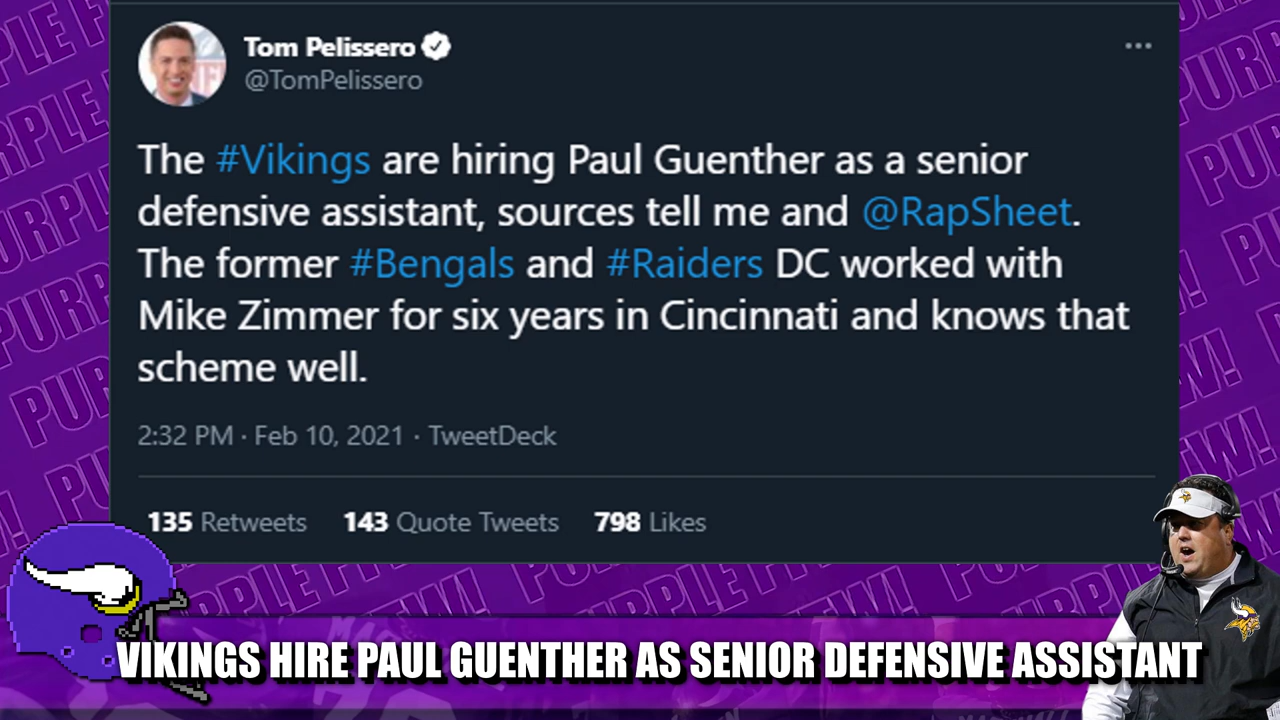 Tom Pelissero
@TomPelissero
The #Vikings are hiring Paul Guenther as a senior
defensive assistant, sources tell me and @RapSheet.
The former #Bengals and #Raiders DC worked with
Mike Zimmer for six years in Cincinnati and knows that
scheme well.
2:32 PM · Feb 10, 2021 · TweetDeck
135 Retweets 143 Quote Tweets 798 Likes
VIKINGS HIRE PAUL GUENTHER AS SENIOR DEFENSIVE ASSISTANT